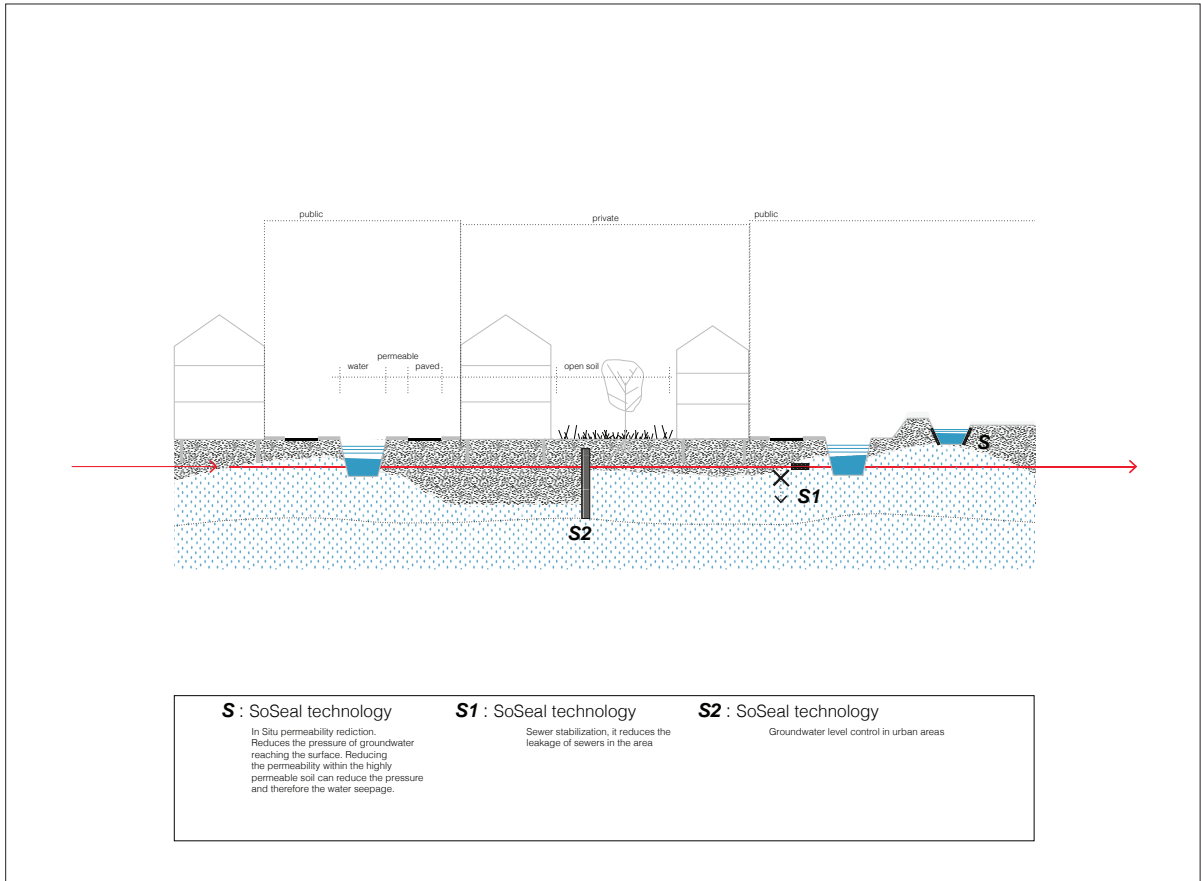 public
private
public
permeable
water
paved
open soil
S
S1
S2
S : SoSeal technology
In Situ permeability rediction.
Reduces the pressure of groundwater
reaching the surface. Reducing
the permeability within the highly
permeable soil can reduce the pressure
and therefore the water seepage.
S1 : SoSeal technology
Sewer stabilization, it reduces the
leakage of sewers in the area
S2 : SoSeal technology
Groundwater level control in urban areas